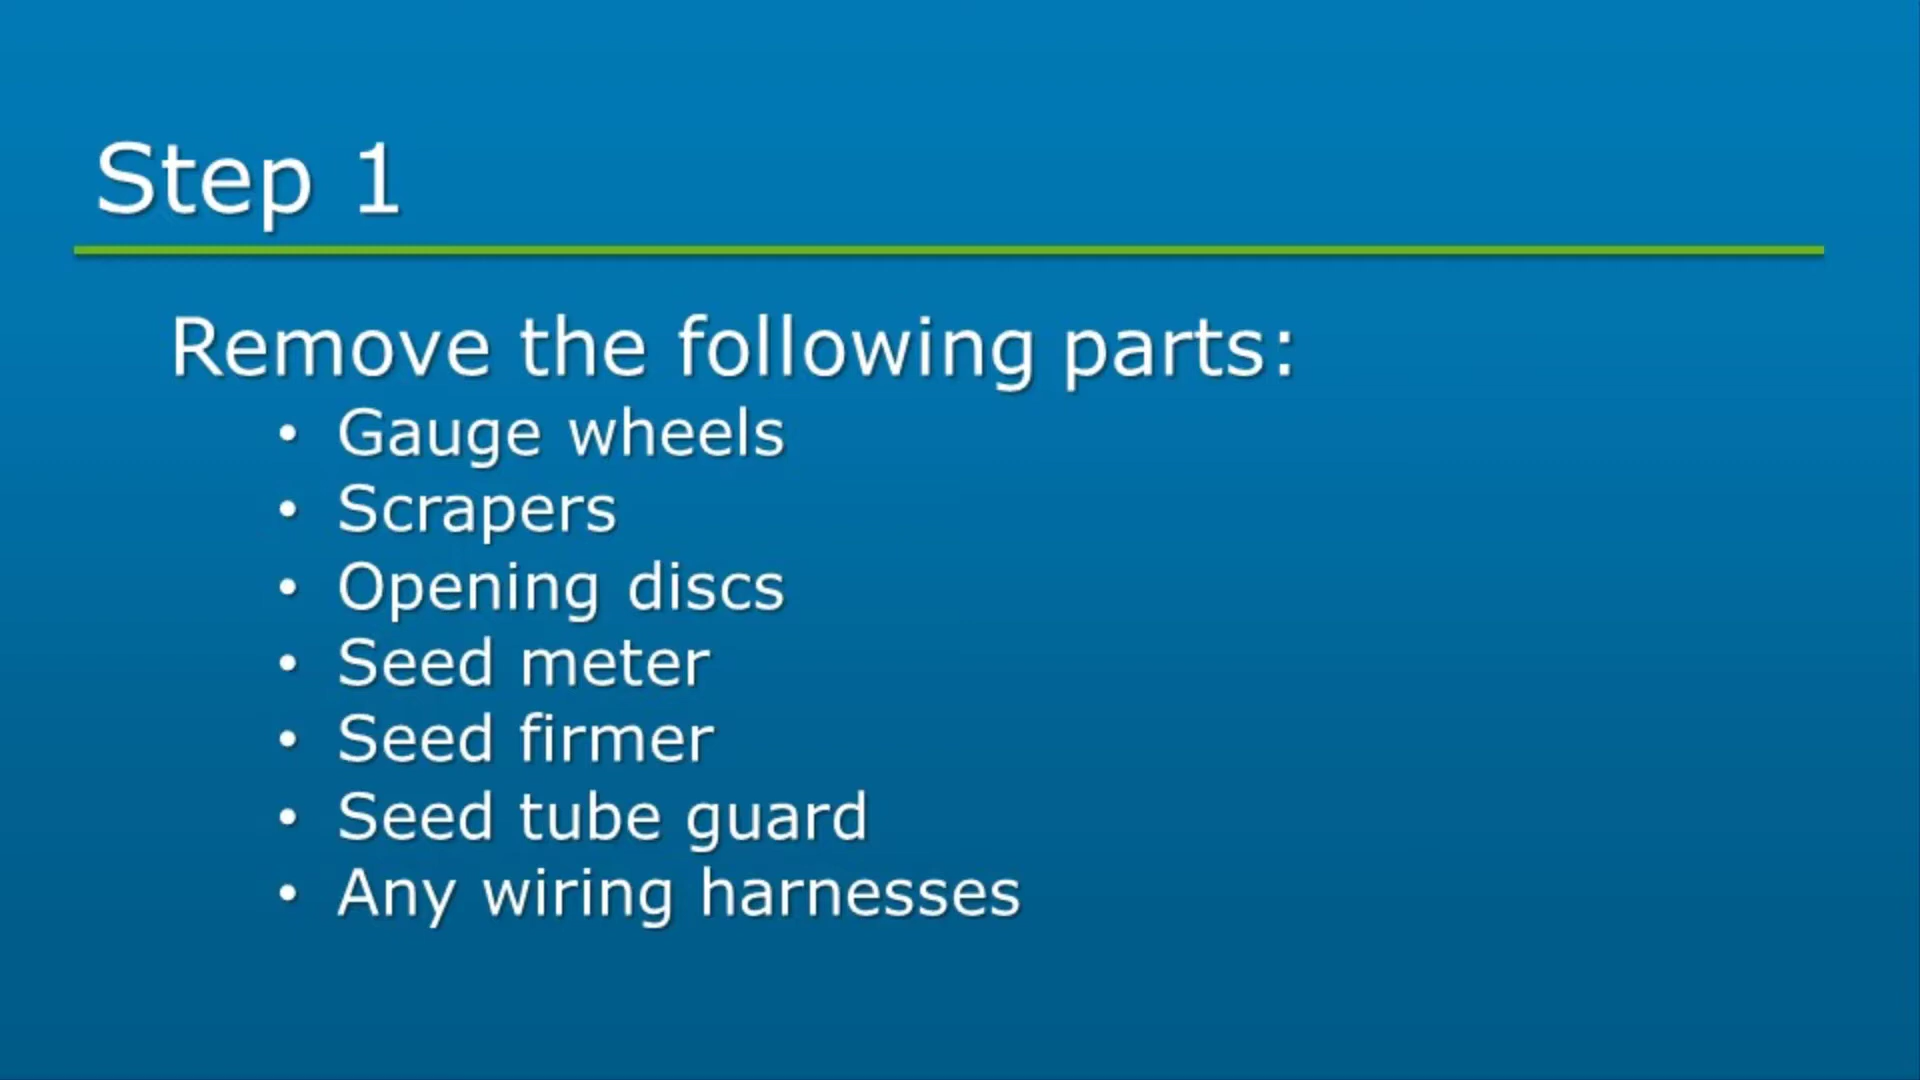 Step 1
Remove the following parts:
• Gauge wheels
• Scrapers
• Opening discs
• Seed meter
• Seed firmer
• Seed tube guard
• Any wiring harnesses